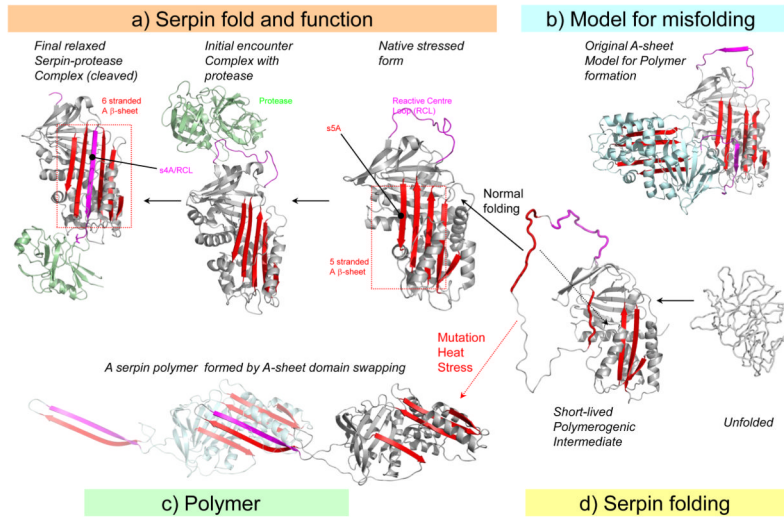 a) Serpin fold and function
b) Model for misfolding
Final relaxed
Serpin-protease
Complex (cleaved)
Initial encounter
Complex with
protease
Native stressed
form
Original A-sheet
Model for Polymer
formation
6 stranded
A β-sheet
Protease
Reactive Centre
Loop (RCL)
s5A
s4A/RCL
Normal
folding
5 stranded
A β-sheet
Mutation
Heat
Stress
A serpin polymer formed by A-sheet domain swapping
Short-lived
Polymerogenic
Intermediate
Unfolded
c) Polymer
d) Serpin folding